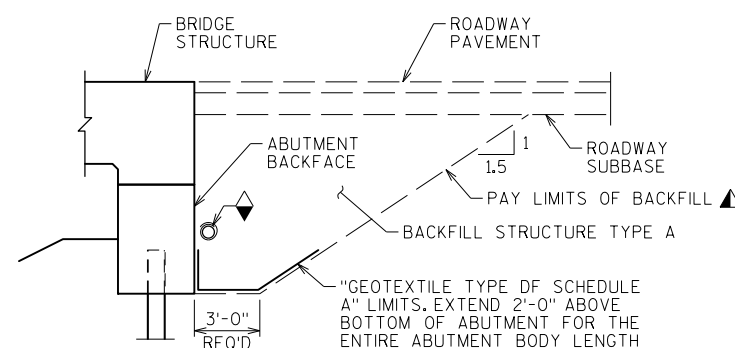 BRIDGE
STRUCTURE
ROADWAY
PAVEMENT
ABUTMENT
BACKFACE
1
1.5
ROADWAY
SUBBASE
PAY LIMITS OF BACKFILL
BACKFILL STRUCTURE TYPE A
"GEOTEXTILE TYPE DF SCHEDULE
A" LIMITS. EXTEND 2'-0" ABOVE
BOTTOM OF ABUTMENT FOR THE
ENTIRE ABUTMENT BODY LENGTH
3'-0"
REQ'D